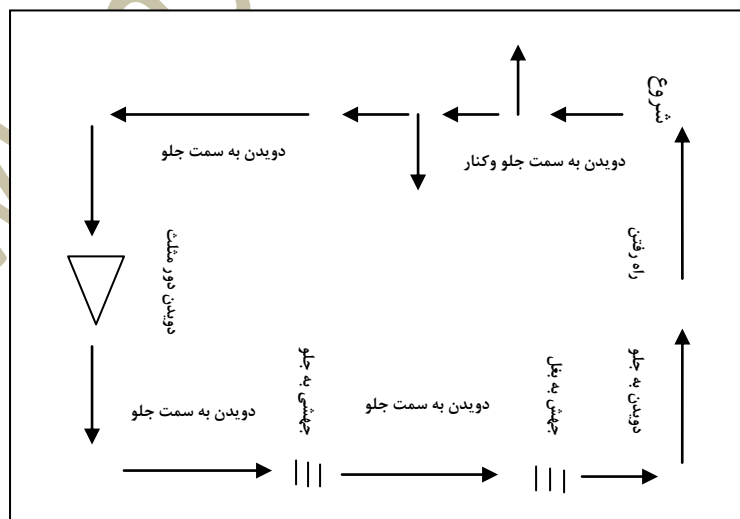 شروع
دویدن به سمت جلو وکنار
دویدن به سمت جلو
دویدن دور مثلث
دویدن به سمت جلو
جهشی به جلو
دویدن به سمت جلو
جهش به بغل
دویدن به جلو
راه رفتن